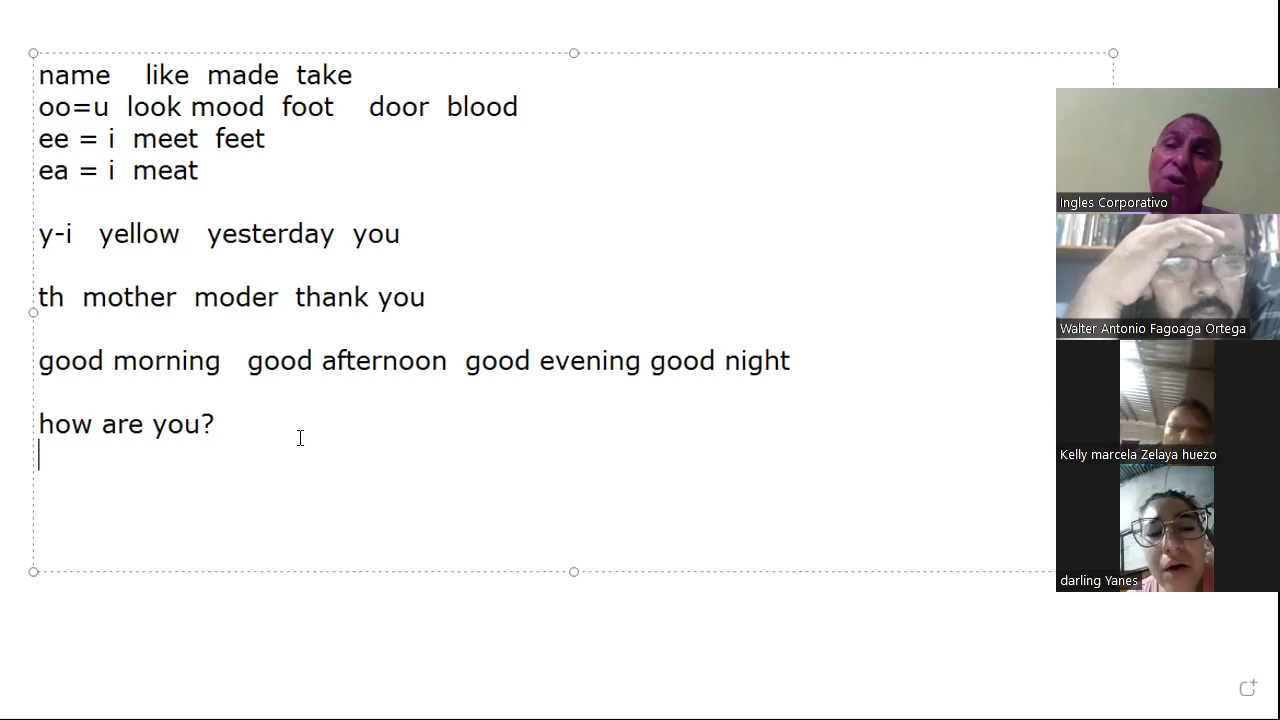 name like made take
oo=u look mood foot door blood
ee = i meet feet
ea = i meat
y-i yellow yesterday you
th mother moder thank you
good morning good afternoon good evening good night
how are you?
Ingles Corporativo
Walter Antonio Fagoaga Ortega
Kelly marcela Zelaya huezo
darling Yanes